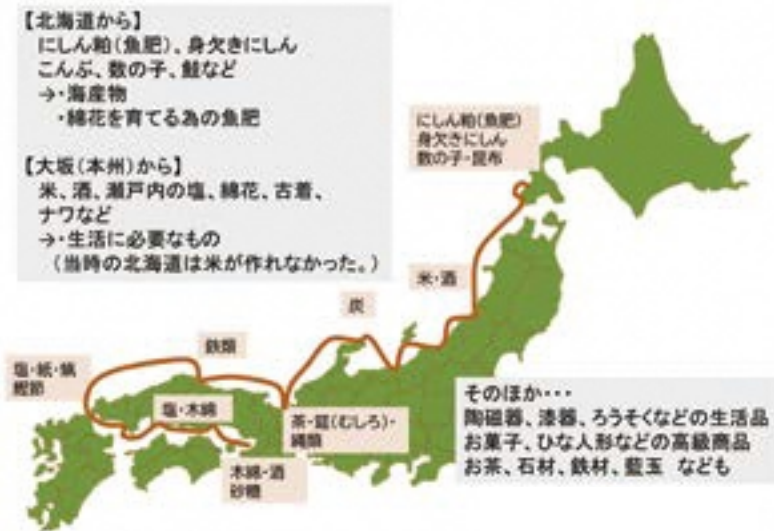 【北海道から】
にしん粕(魚肥)、身欠きにしん
こんぶ、数の子、鮭など
→・海産物
・綿花を育てる為の魚肥
【大坂(本州)から】
米、酒、瀬戸内の塩、綿花、古着、
ナワなど
→・生活に必要なもの
(当時の北海道は米が作れなかった。)
にしん粕(魚肥)
身欠きにしん
数の子・昆布
米・酒
炭
鉄類
塩・紙・
鰹節
塩・木綿
茶・筵(むしろ)・
縄類
木綿・酒
砂糖
そのほか・・・
陶磁器、漆器、ろうそくなどの生活品
お菓子、ひな人形などの高級商品
お茶、石材、鉄材、藍玉 なども